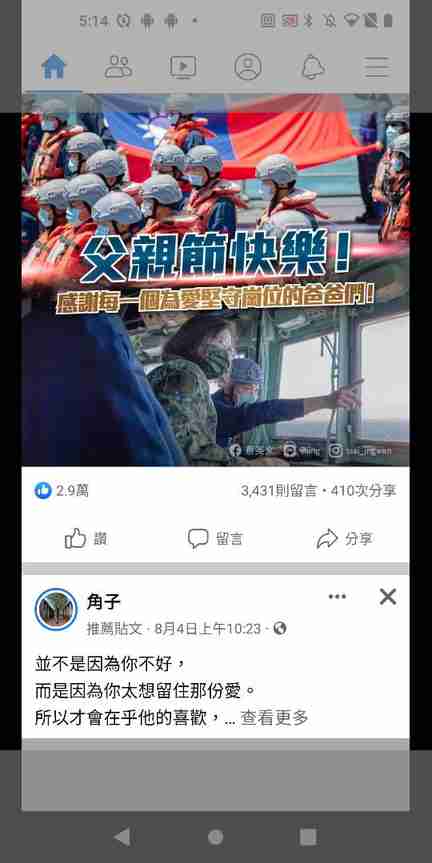 5:14
父親節快樂！
感謝每一個為愛堅守崗位的爸爸們！
蔡英文 iing tsai_ingwen
2.9萬 3,431則留言・410次分享
讚 留言 分享
角子
推薦貼文・8月4日上午10:23・
並不是因為你不好，
而是因為你太想留住那份愛。
所以才會在乎他的喜歡，... 查看更多